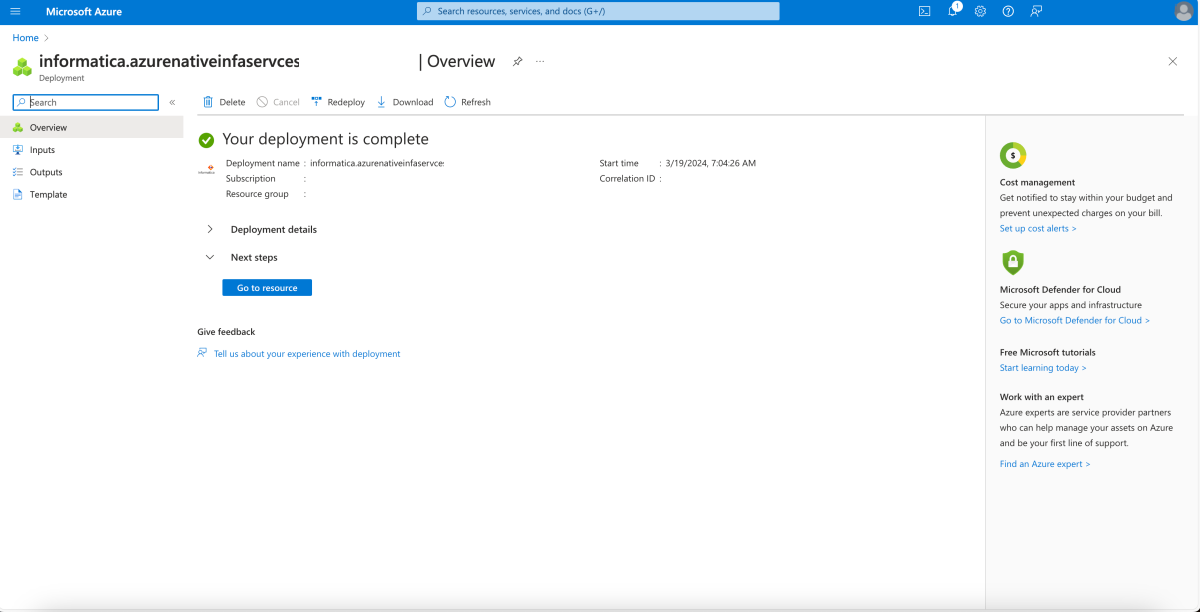 Microsoft Azure
Search resources, services, and docs (G+/)
1
Home
informatica.azurenativeinfaservces | Overview
Deployment
Search
Delete
Cancel
Redeploy
Download
Refresh
Overview
Inputs
Outputs
Template
Your deployment is complete
Deployment name : informatica.azurenativeinfaservces
Subscription :
Resource group :
Start time : 3/19/2024, 7:04:26 AM
Correlation ID :
Deployment details
Next steps
Go to resource
Give feedback
Tell us about your experience with deployment
$
Cost management
Get notified to stay within your budget and
prevent unexpected charges on your bill.
Set up cost alerts >
Microsoft Defender for Cloud
Secure your apps and infrastructure
Go to Microsoft Defender for Cloud >
Free Microsoft tutorials
Start learning today >
Work with an expert
Azure experts are service provider partners
who can help manage your assets on Azure
and be your first line of support.
Find an Azure expert >